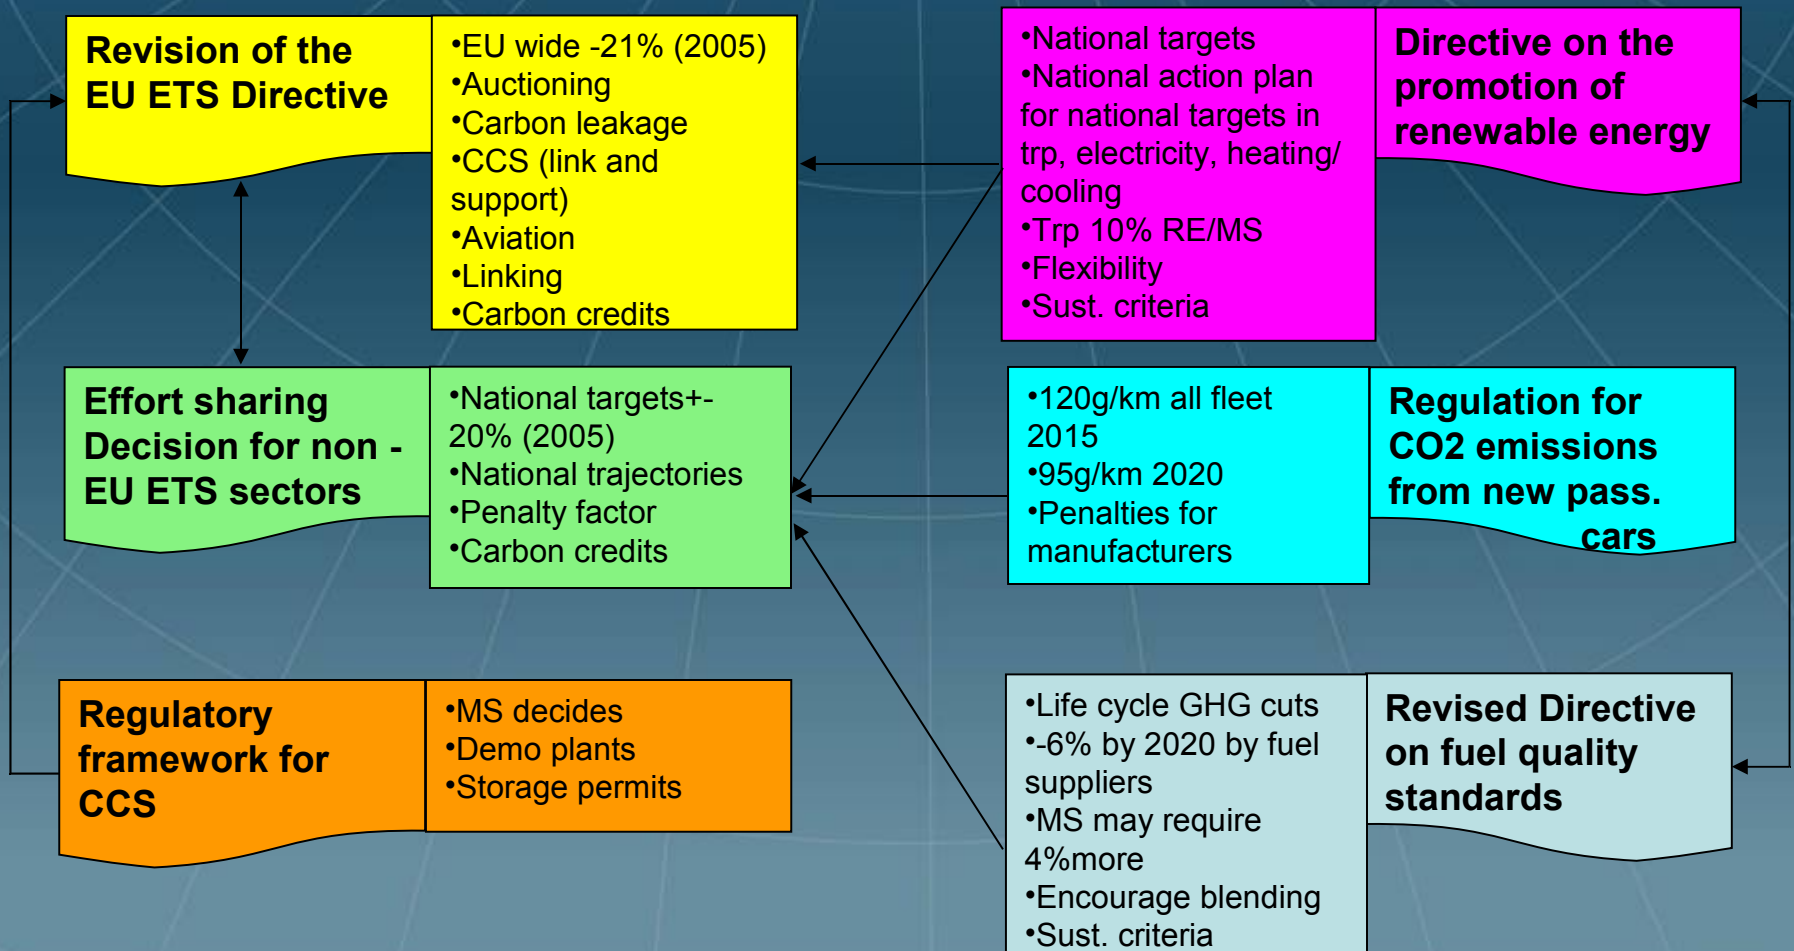 Revision of the
EU ETS Directive
•EU wide -21% (2005)
•Auctioning
•Carbon leakage
•CCS (link and
support)
•Aviation
•Linking
•Carbon credits
•National targets
•National action plan
for national targets in
trp, electricity, heating/
cooling
•Trp 10% RE/MS
•Flexibility
•Sust. criteria
Directive on the
promotion of
renewable energy
Effort sharing
Decision for non -
EU ETS sectors
•National targets+-
20% (2005)
•National trajectories
•Penalty factor
•Carbon credits
•120g/km all fleet
2015
•95g/km 2020
•Penalties for
manufacturers
Regulation for
CO2 emissions
from new pass.
cars
Regulatory
framework for
CCS
•MS decides
•Demo plants
•Storage permits
•Life cycle GHG cuts
•-6% by 2020 by fuel
suppliers
•MS may require
4%more
•Encourage blending
•Sust. criteria
Revised Directive
on fuel quality
standards